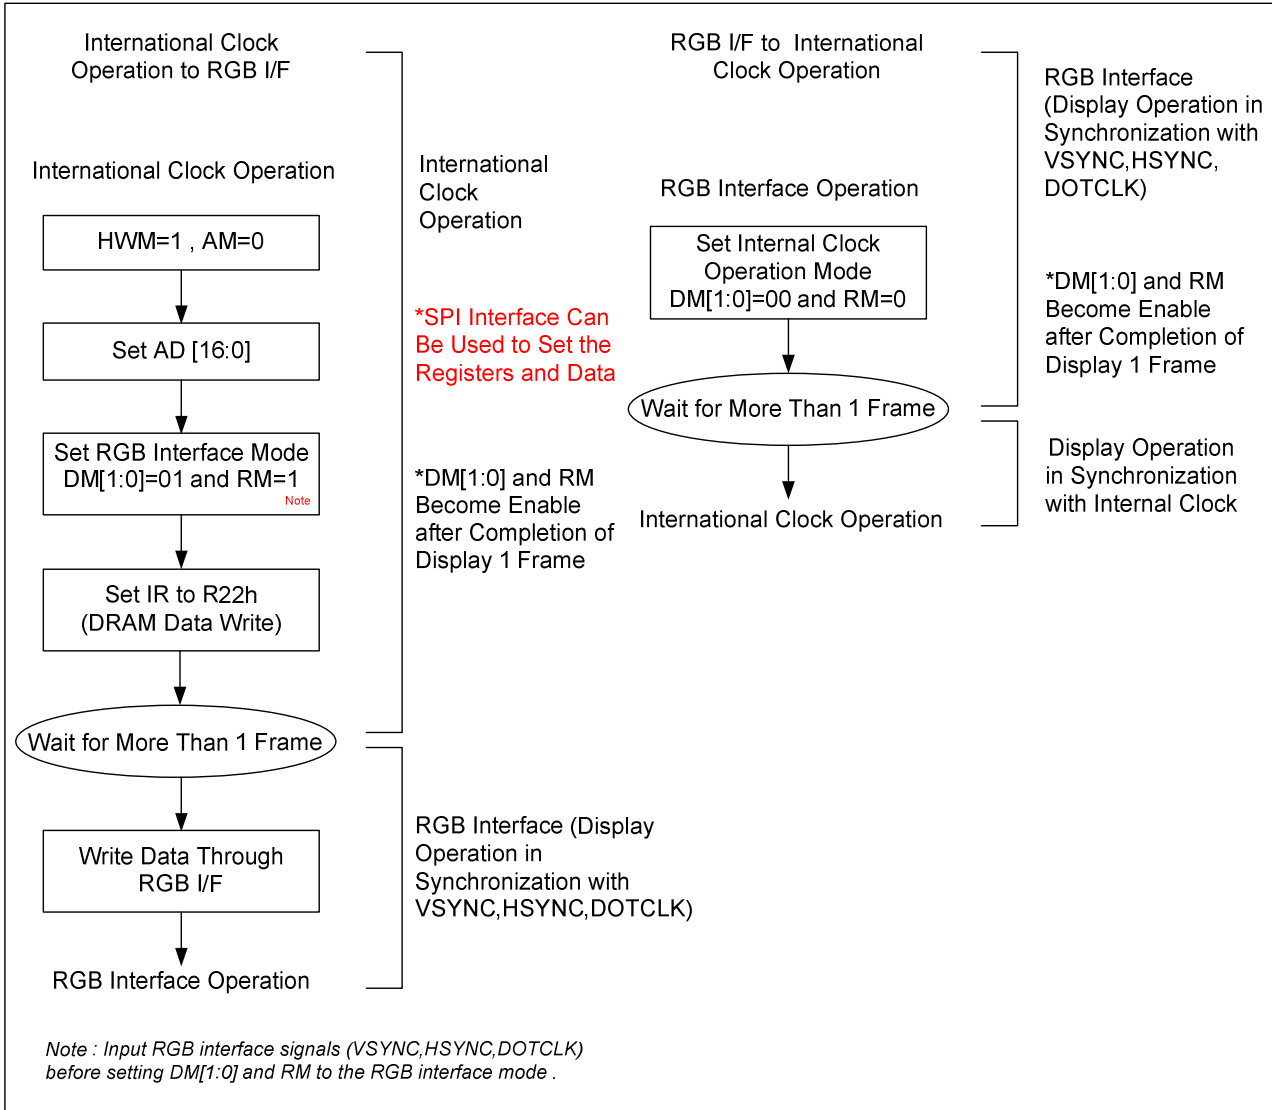 International Clock
Operation to RGB I/F
International Clock Operation
HWM=1 , AM=0
Set AD [16:0]
Set RGB Interface Mode
DM[1:0]=01 and RM=1
Note
Set IR to R22h
(DRAM Data Write)
Wait for More Than 1 Frame
Write Data Through
RGB I/F
RGB Interface Operation
International
Clock
Operation
*SPI Interface Can
Be Used to Set the
Registers and Data
*DM[1:0] and RM
Become Enable
after Completion of
Display 1 Frame
RGB Interface (Display
Operation in
Synchronization with
VSYNC,HSYNC,DOTCLK)
RGB I/F to International
Clock Operation
RGB Interface Operation
Set Internal Clock
Operation Mode
DM[1:0]=00 and RM=0
Wait for More Than 1 Frame
International Clock Operation
RGB Interface
(Display Operation in
Synchronization with
VSYNC,HSYNC,
DOTCLK)
*DM[1:0] and RM
Become Enable
after Completion of
Display 1 Frame
Display Operation
in Synchronization
with Internal Clock
Note : Input RGB interface signals (VSYNC,HSYNC,DOTCLK)
before setting DM[1:0] and RM to the RGB interface mode .